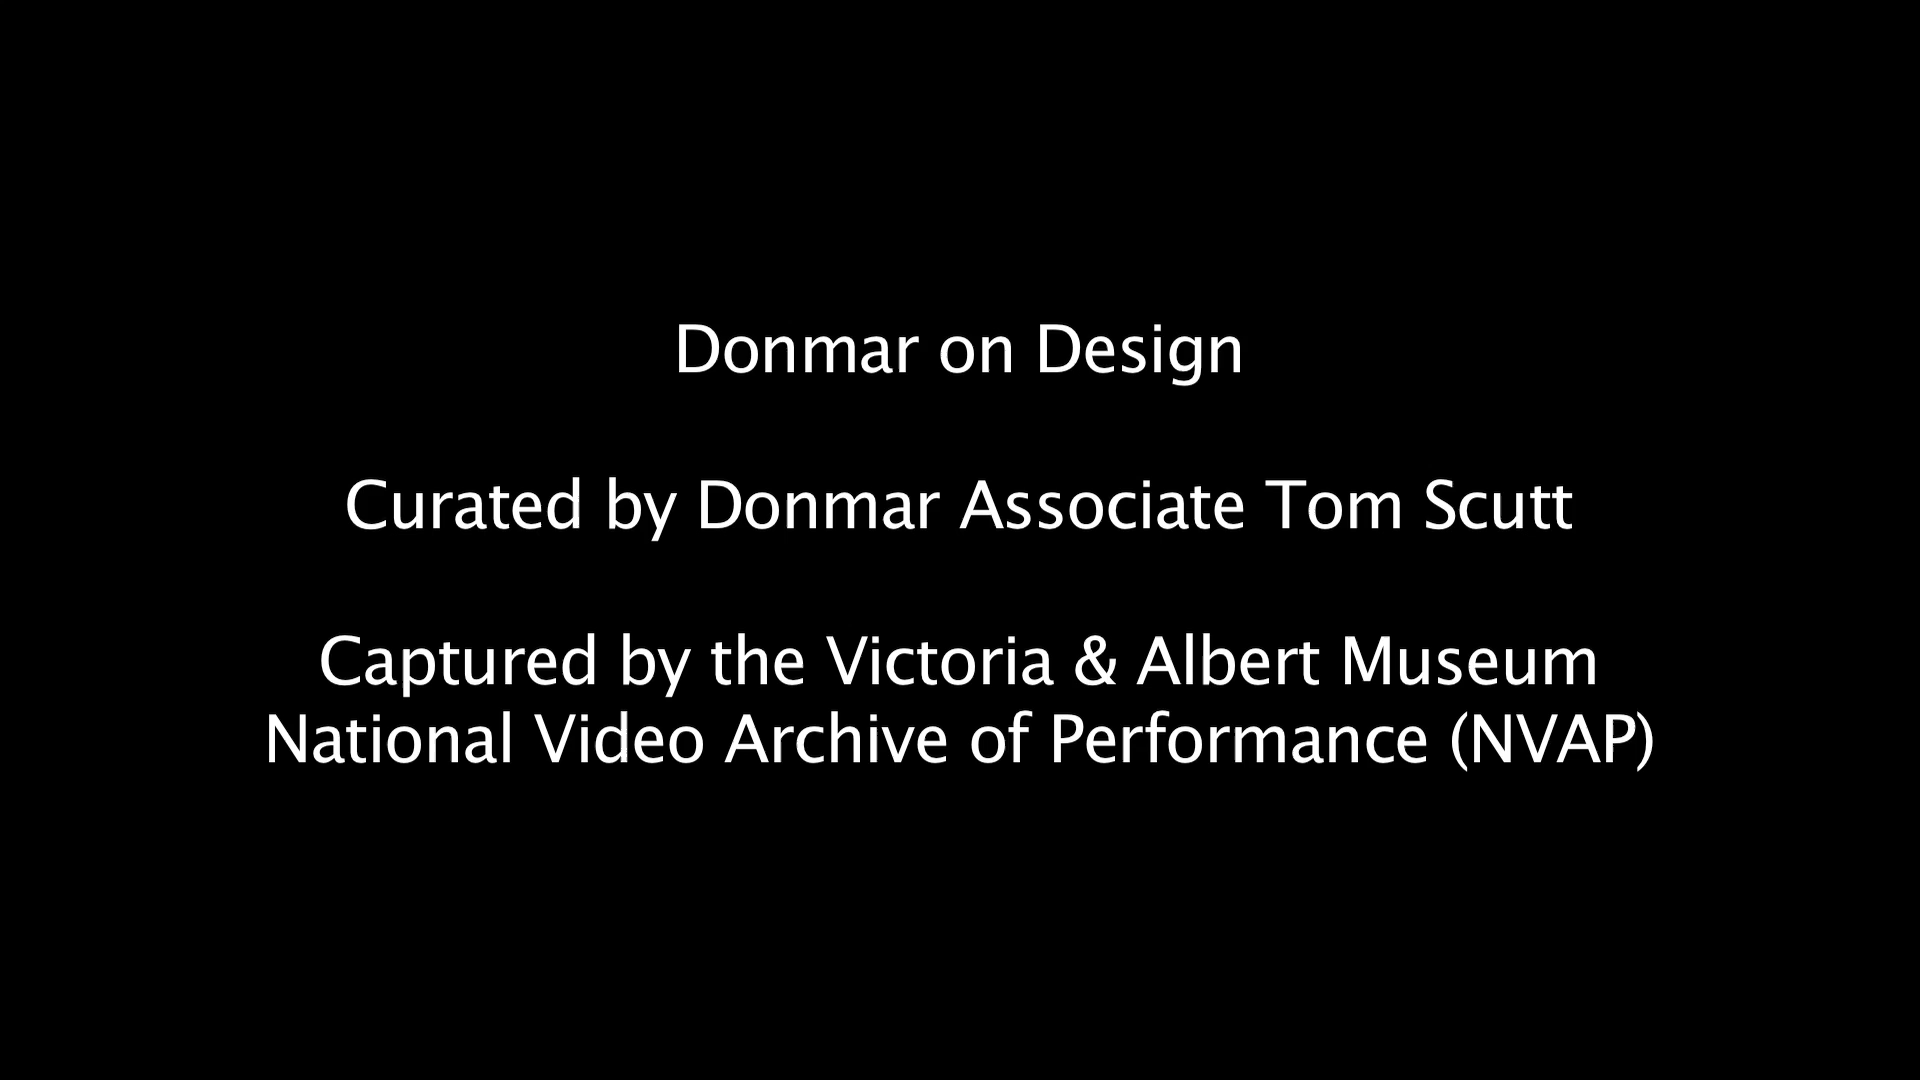 Donmar on Design
Curated by Donmar Associate Tom Scutt
Captured by the Victoria & Albert Museum
National Video Archive of Performance (NVAP)